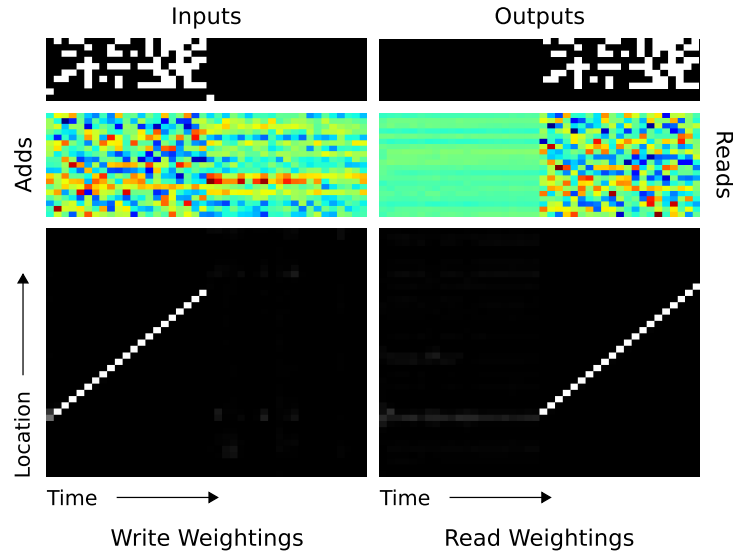 Inputs
Outputs
Adds
Reads
Location
Time
Time
Write Weightings
Read Weightings